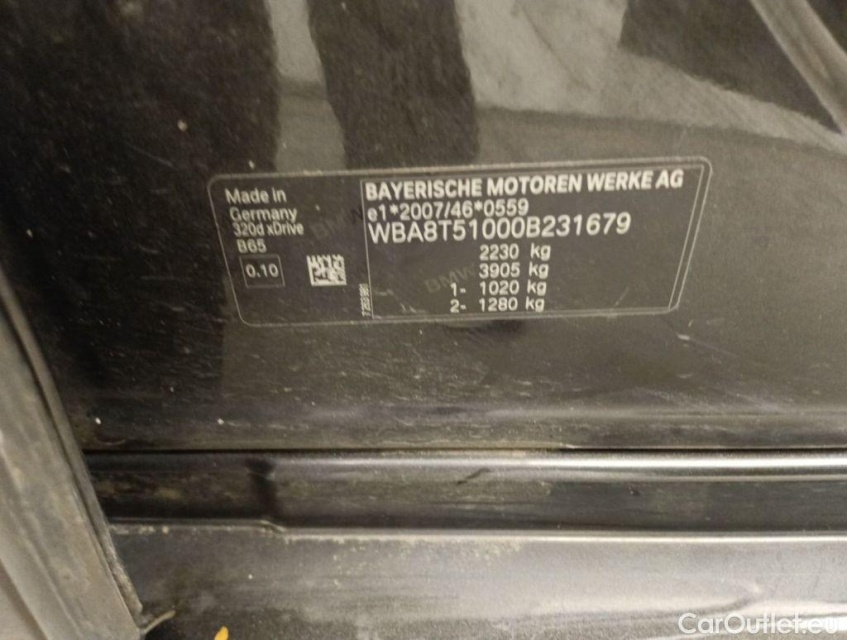 Made in
Germany
320d xDrive
B65
0.10
BAYERISCHE MOTOREN WERKE AG
e1*2007/46*0559
WBA8T51000B231679
2230 kg
3905 kg
1- 1020 kg
2- 1280 kg
BMW
CarOutlet.eu